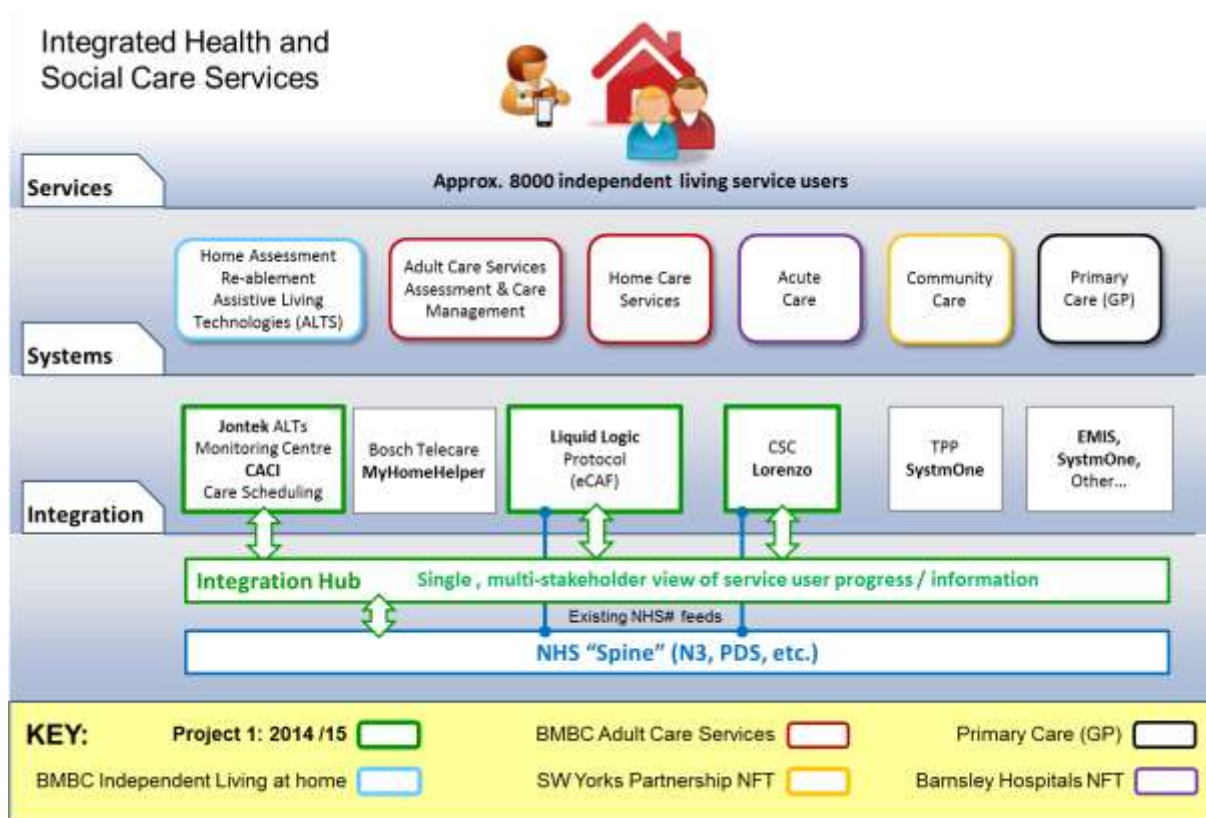 Integrated Health and
Social Care Services
Services
Approx. 8000 independent living service users
Home Assessment
Re-ablement
Assistive Living
Technologies (ALTS)
Adult Care Services
Assessment & Care
Management
Home Care
Services
Acute
Care
Community
Care
Primary
Care (GP)
Systems
Jontek ALTs
Monitoring Centre
CACI
Care Scheduling
Bosch Telecare
MyHomeHelper
Liquid Logic
Protocol
(eCAF)
CSC
Lorenzo
TPP
SystmOne
EMIS,
SystmOne,
Other...
Integration
Integration Hub Single , multi-stakeholder view of service user progress / information
Existing NHS# feeds
NHS “Spine” (N3, PDS, etc.)
KEY: Project 1: 2014 /15 BMBC Adult Care Services Primary Care (GP)
BMBC Independent Living at home SW Yorks Partnership NFT Barnsley Hospitals NFT